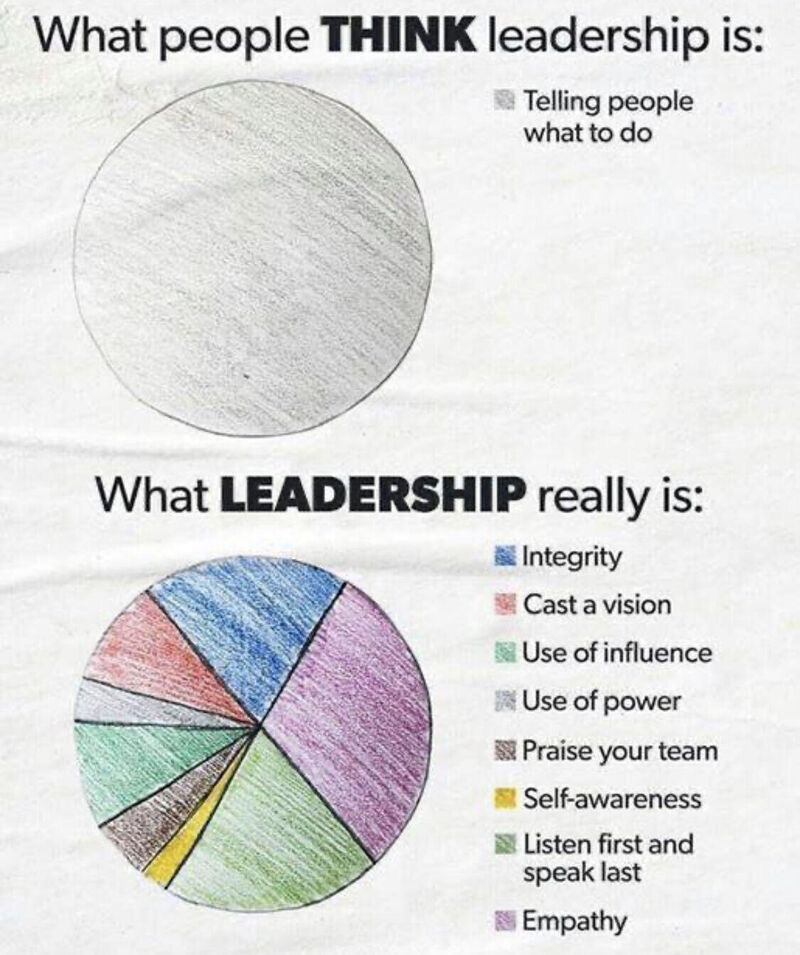 What people THINK leadership is:
Telling people
what to do
What LEADERSHIP really is:
Integrity
Cast a vision
Use of influence
Use of power
Praise your team
Self-awareness
Listen first and
speak last
Empathy